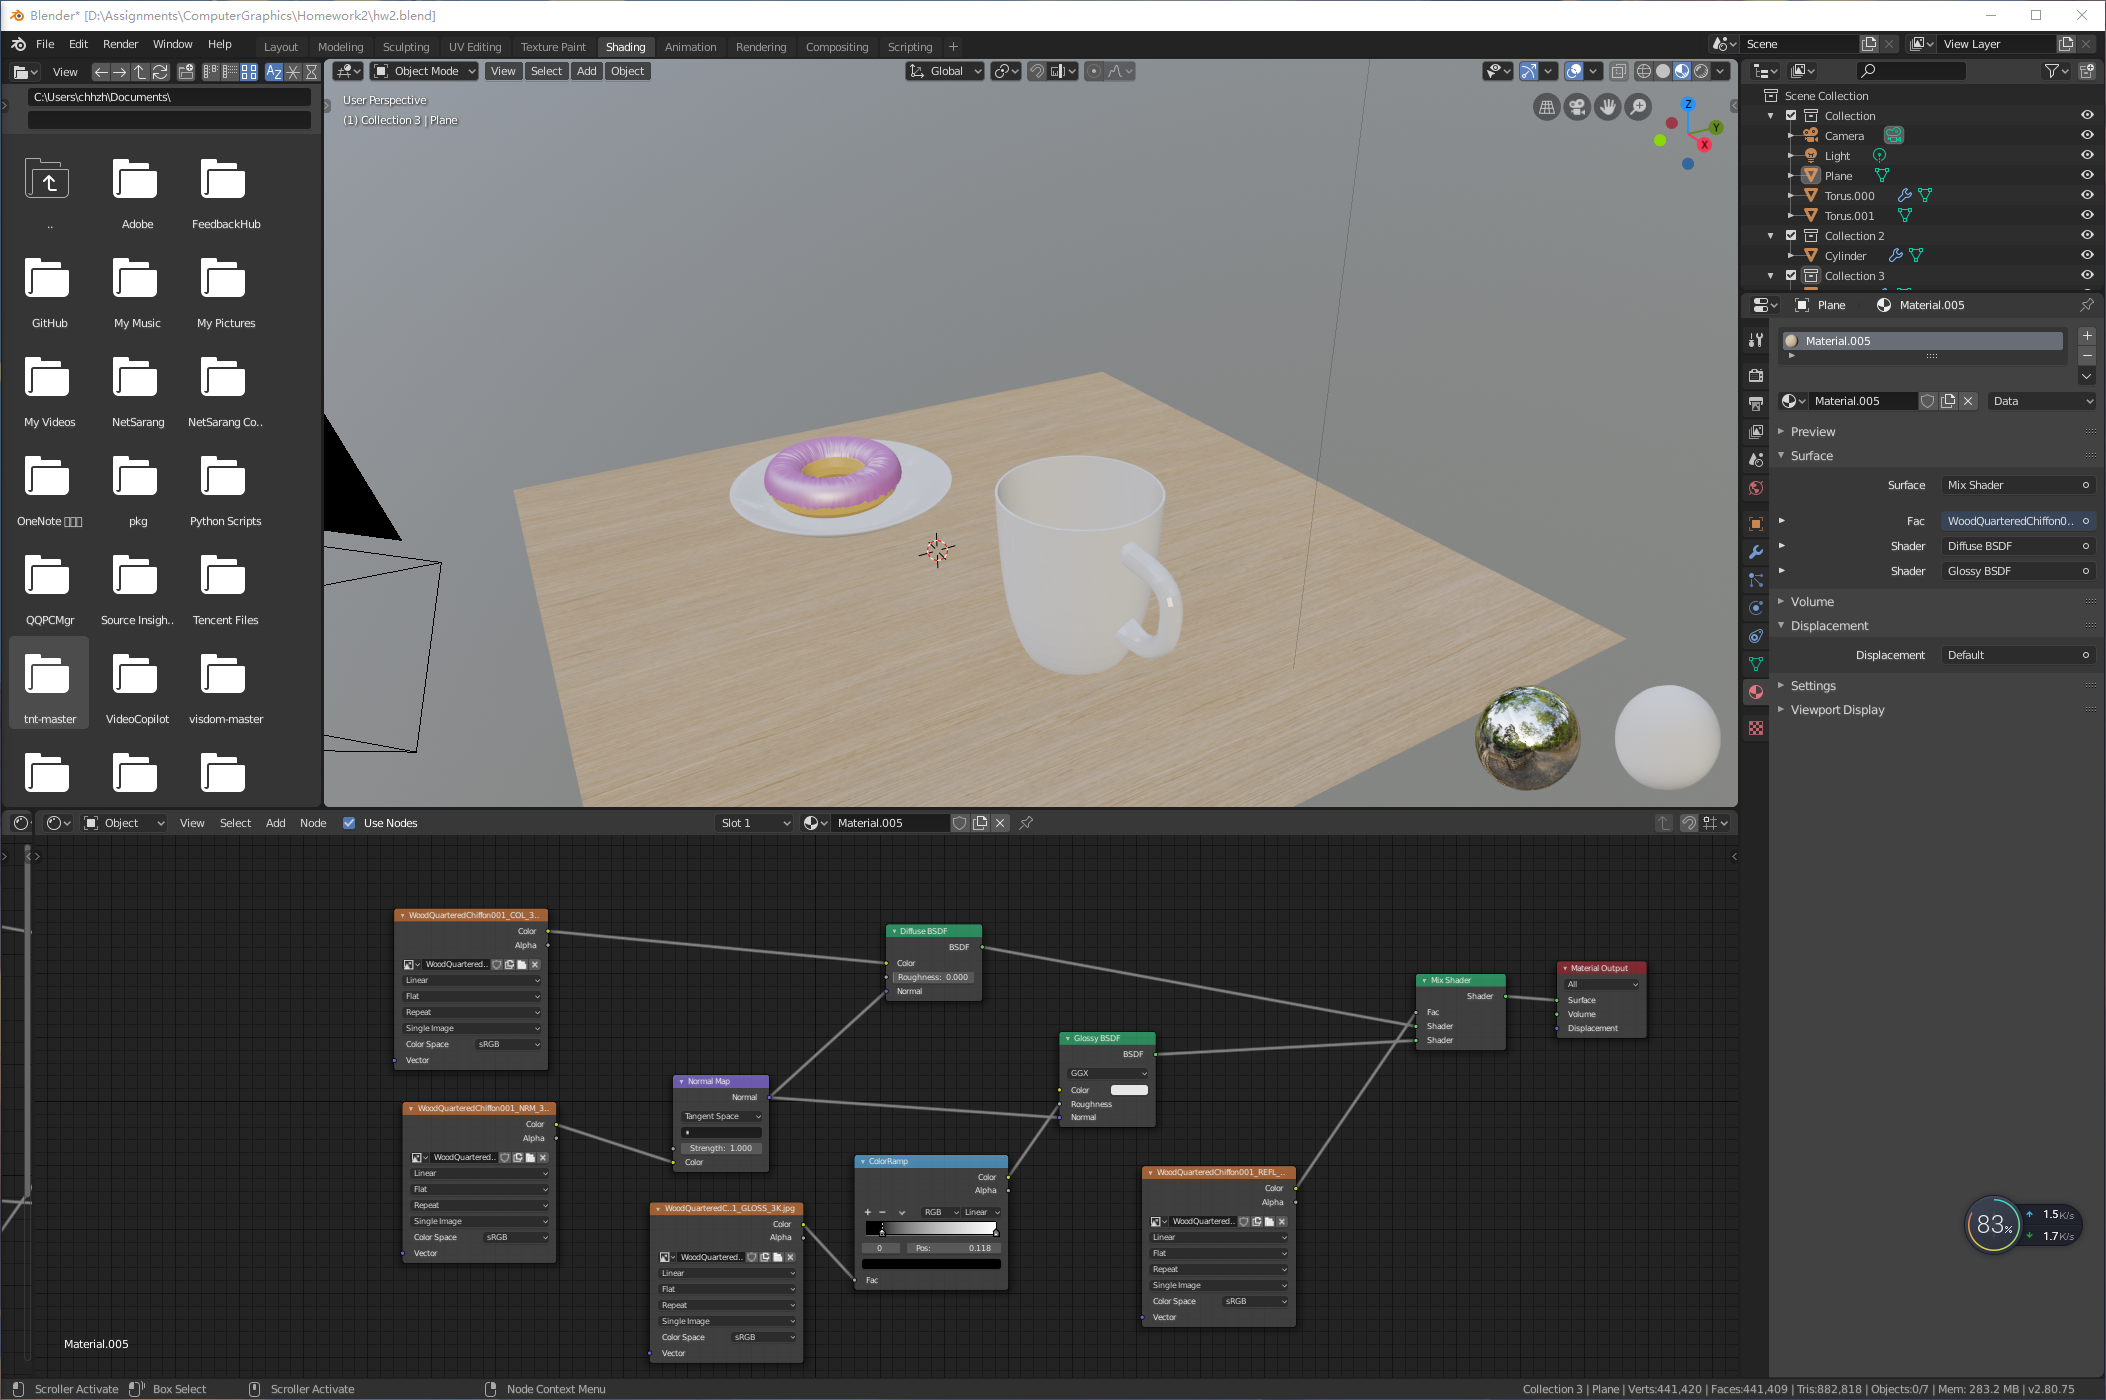 Blender* [D:\Assignments\ComputerGraphics\Homework2\hw2.blend]
File Edit Render Window Help
Layout Modeling Sculpting UV Editing Texture Paint Shading Animation Rendering Compositing Scripting +
Scene
View Layer
View
C:\Users\chhzh\Documents\
..
Adobe
FeedbackHub
GitHub
My Music
My Pictures
My Videos
NetSarang
NetSarang Co..
OneNote
pkg
Python Scripts
QQPCMgr
Source Insigh..
Tencent Files
tnt-master
VideoCopilot
visdom-master
Object Mode View Select Add Object
Global
User Perspective
(1) Collection 3 | Plane
Z
Y
X
Scene Collection
Collection
Camera
Light
Plane
Torus.000
Torus.001
Collection 2
Cylinder
Collection 3
Plane Material.005
Material.005
Material.005
Data
Preview
Surface
Surface Mix Shader
Fac WoodQuarteredChiffon0..
Shader Diffuse BSDF
Shader Glossy BSDF
Volume
Displacement
Displacement Default
Settings
Viewport Display
Object View Select Add Node Use Nodes
Slot 1
Material.005
WoodQuarteredChiffon001_COL_3..
Color
Alpha
WoodQuartered..
Linear
Flat
Repeat
Single Image
Color Space sRGB
Vector
WoodQuarteredChiffon001_NRM_3..
Color
Alpha
WoodQuartered..
Linear
Flat
Repeat
Single Image
Color Space sRGB
Vector
Normal Map
Normal
Tangent Space
Strength: 1.000
Color
WoodQuarteredC..1_GLOSS_3K.jpg
Color
Alpha
WoodQuartered..
Linear
Flat
Repeat
Single Image
Color Space sRGB
Vector
Diffuse BSDF
BSDF
Color
Roughness: 0.000
Normal
ColorRamp
Color
Alpha
+ − RGB Linear
0 Pos: 0.118
Fac
Glossy BSDF
BSDF
GGX
Color
Roughness
Normal
WoodQuarteredChiffon001_REFL_..
Color
Alpha
WoodQuartered..
Linear
Flat
Repeat
Single Image
Color Space sRGB
Vector
Mix Shader
Shader
Fac
Shader
Shader
Material Output
All
Surface
Volume
Displacement
83%
1.5K/s
1.7K/s
Material.005
Scroller Activate Box Select Scroller Activate Node Context Menu
Collection 3 | Plane | Verts:441,420 | Faces:441,409 | Tris:882,818 | Objects:0/7 | Mem: 283.2 MB | v2.80.75